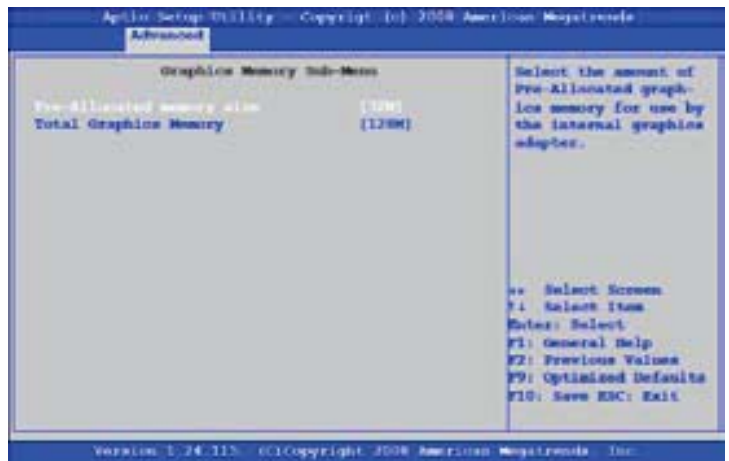 Aptio Setup Utility - Copyrigt (c) 2008 American Megatrends
Advanced
Graphics Memory Sub-Menu
Pre-Allocated memory size [32M]
Total Graphics Memory [128M]
Select the amount of
Pre-Allocated graph-
ics memory for use by
the internal graphics
adapter.
Select Screen
↑↓ Select Item
Enter: Select
F1: General Help
F2: Previous Values
F9: Optimized Defaults
F10: Save ESC: Exit
Version 1.24.115. (C)Copyright 2008 American Megatrends, Inc.